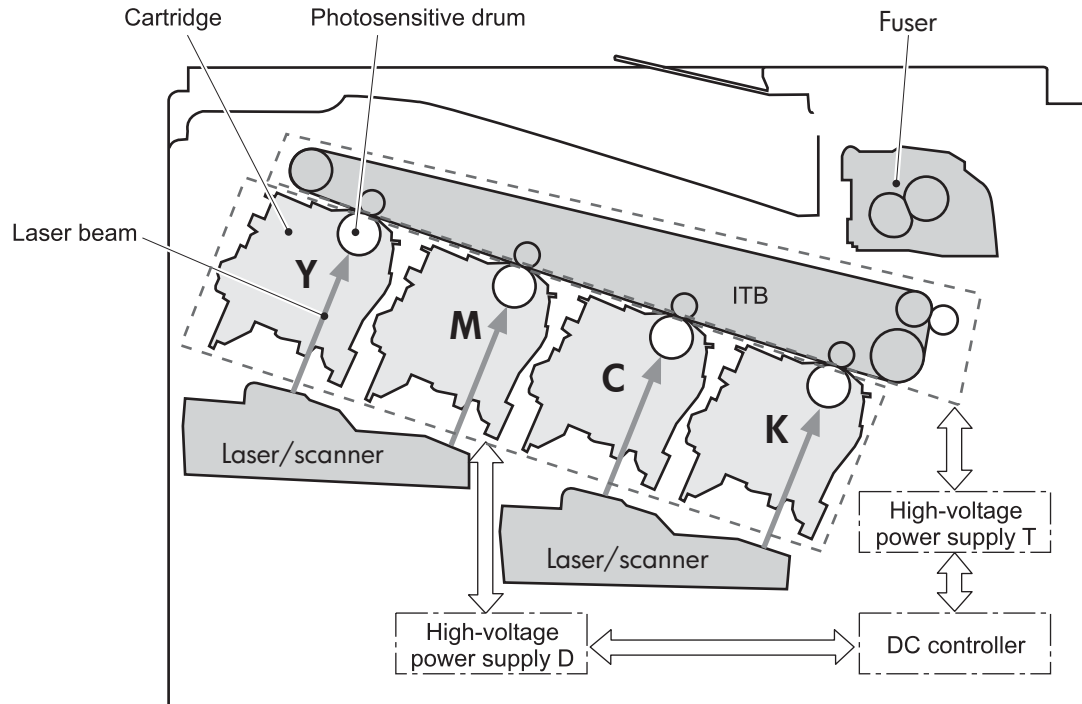 Cartridge
Photosensitive drum
Fuser
Laser beam
Y
M
ITB
C
K
Laser/scanner
High-voltage
power supply T
Laser/scanner
High-voltage
power supply D
DC controller